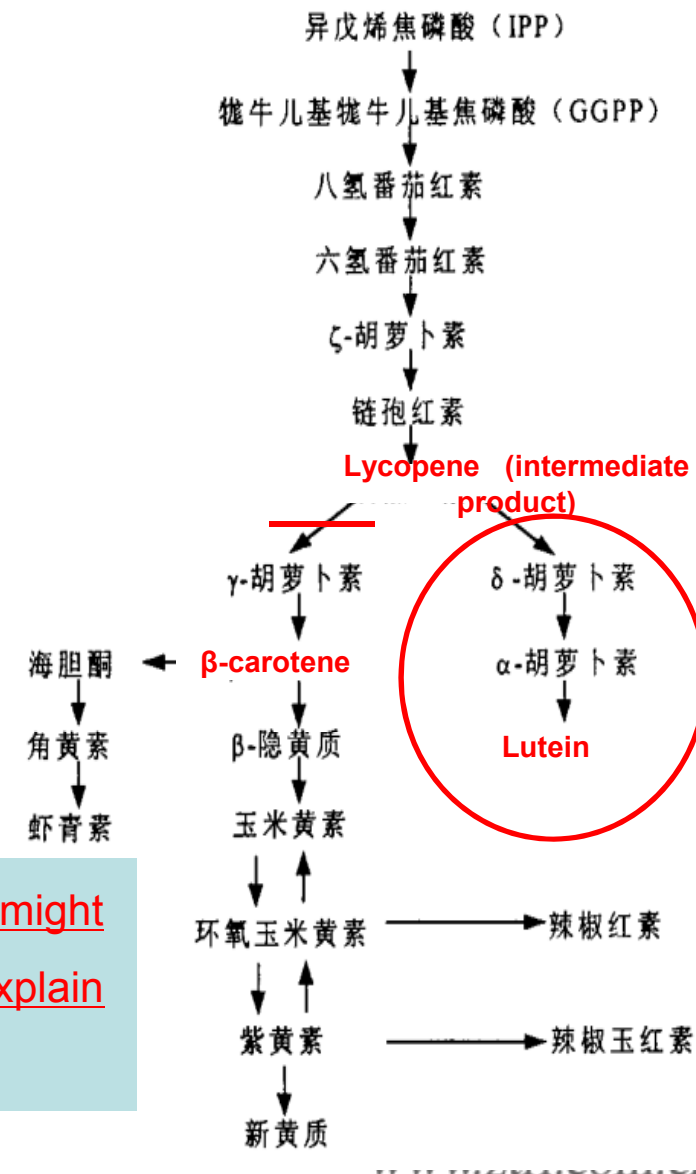 异戊烯焦磷酸（IPP）
牻牛儿基牻牛儿基焦磷酸（GGPP）
八氢番茄红素
六氢番茄红素
ζ-胡萝卜素
链孢红素
Lycopene (intermediate
product)
γ-胡萝卜素
δ-胡萝卜素
海胆酮
β-carotene
α-胡萝卜素
角黄素
β-隐黄质
Lutein
虾青素
玉米黄素
might
环氧玉米黄素
辣椒红素
xplain
紫黄素
辣椒玉红素
新黄质